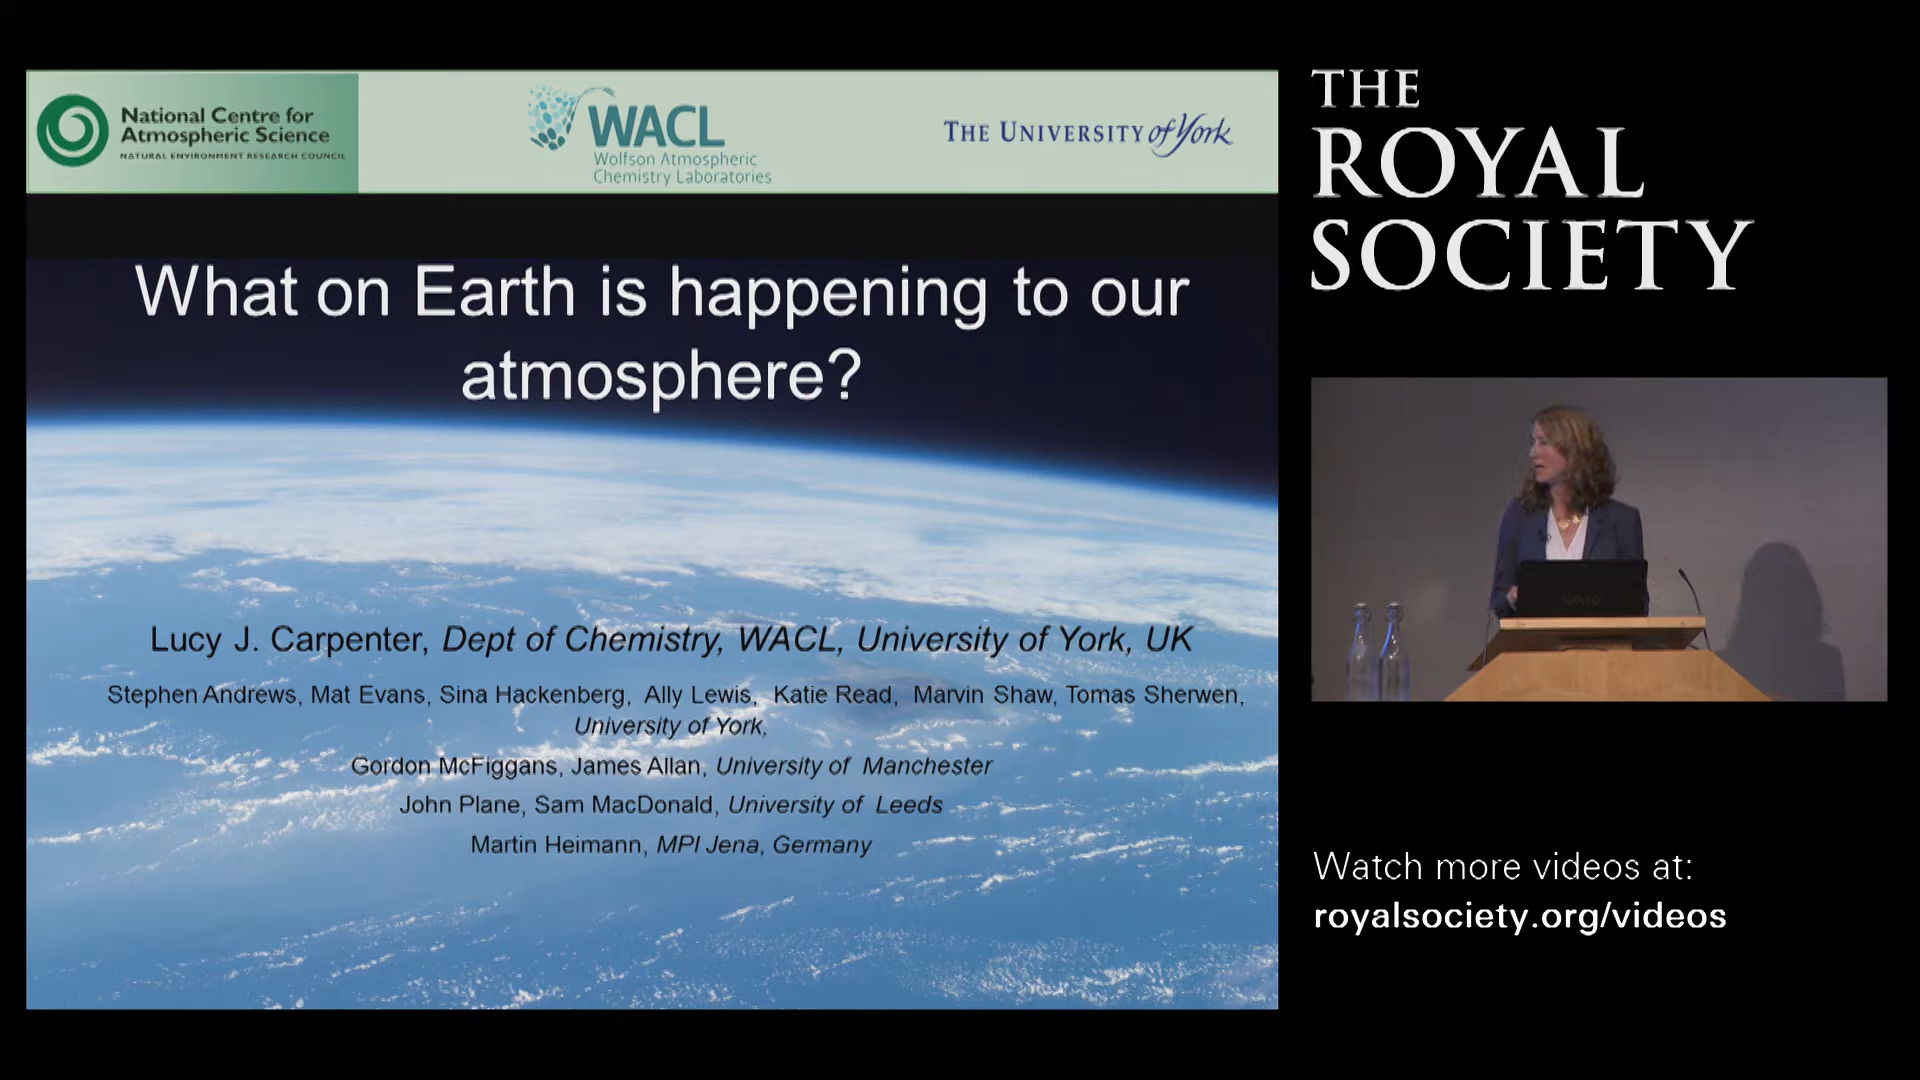 National Centre for
Atmospheric Science
NATURAL ENVIRONMENT RESEARCH COUNCIL
WACL
Wolfson Atmospheric
Chemistry Laboratories
THE UNIVERSITY of York
What on Earth is happening to our
atmosphere?
Lucy J. Carpenter, Dept of Chemistry, WACL, University of York, UK
Stephen Andrews, Mat Evans, Sina Hackenberg, Ally Lewis, Katie Read, Marvin Shaw, Tomas Sherwen,
University of York,
Gordon McFiggans, James Allan, University of Manchester
John Plane, Sam MacDonald, University of Leeds
Martin Heimann, MPI Jena, Germany
THE
ROYAL
SOCIETY
VAIO
Watch more videos at:
royalsociety.org/videos